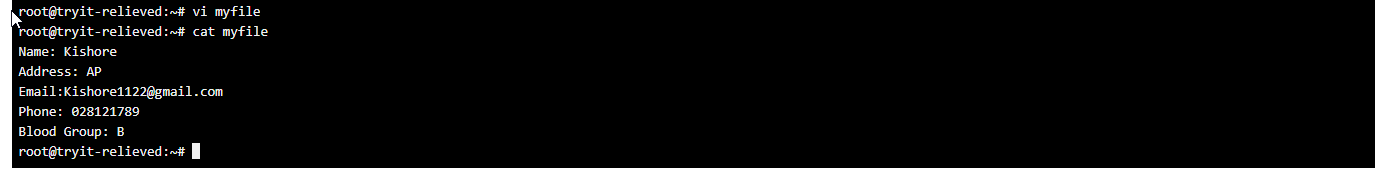 root@tryit-relieved:~# vi myfile
root@tryit-relieved:~# cat myfile
Name: Kishore
Address: AP
Email:Kishore1122@gmail.com
Phone: 028121789
Blood Group: B
root@tryit-relieved:~#